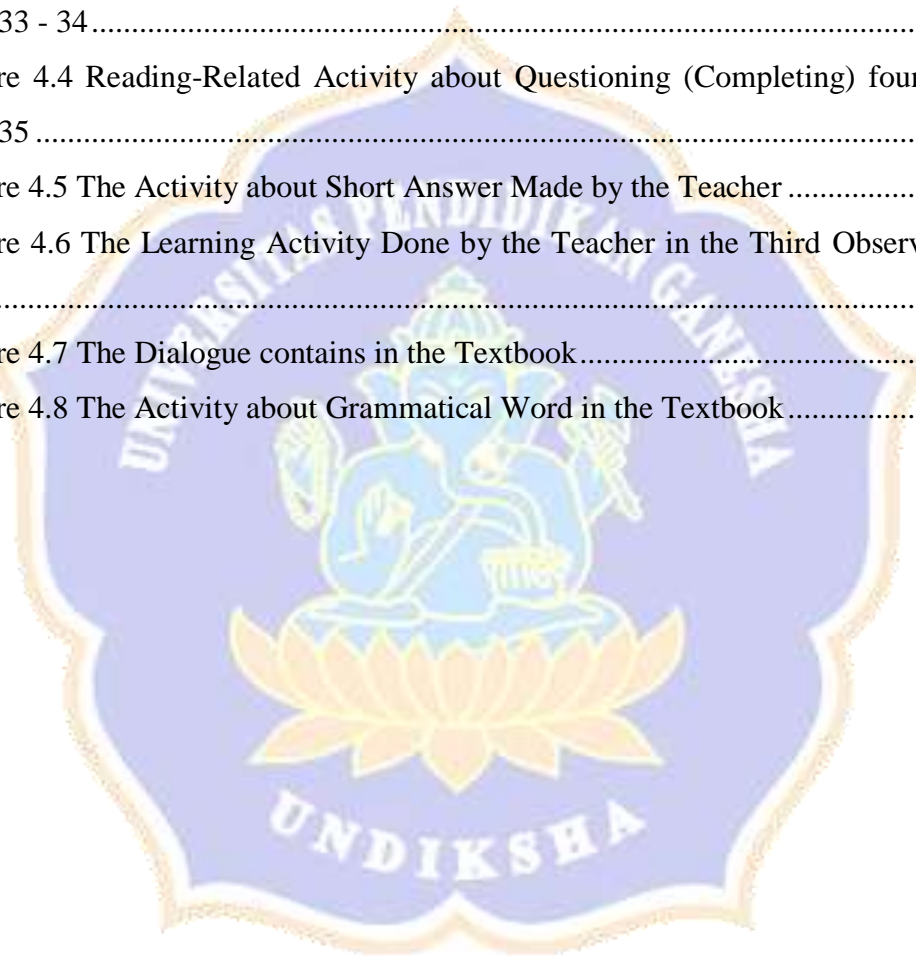 33 - 34................................................................................................
re 4.4 Reading-Related Activity about Questioning (Completing) four
35 ................................................................................................
re 4.5 The Activity about Short Answer Made by the Teacher ................
re 4.6 The Learning Activity Done by the Teacher in the Third Observ
................................................................................................
re 4.7 The Dialogue contains in the Textbook................................
re 4.8 The Activity about Grammatical Word in the Textbook................
UNIVERSITAS PENDIDIKAN GANESHA
UNDIKSHA